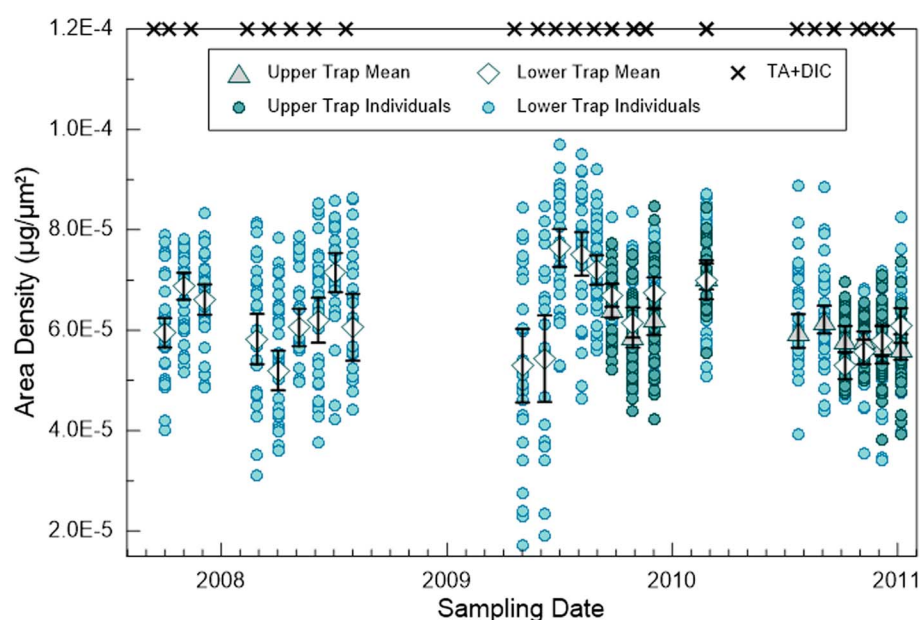 1.2E-4
Upper Trap Mean
Lower Trap Mean
TA+DIC
Upper Trap Individuals
Lower Trap Individuals
1.0E-4
8.0E-5
6.0E-5
4.0E-5
2.0E-5
Area Density (µg/µm²)
2008
2009
2010
2011
Sampling Date